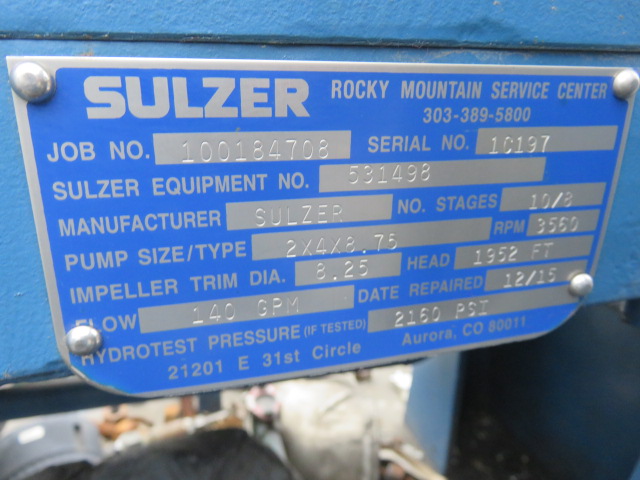 SULZER ROCKY MOUNTAIN SERVICE CENTER
303-389-5800
JOB NO. 100184708 SERIAL NO. 1C197
SULZER EQUIPMENT NO. 531498
MANUFACTURER SULZER NO. STAGES 10/8
PUMP SIZE/TYPE 2X4X8.75 RPM 3560
IMPELLER TRIM DIA. 8.25 HEAD 1952 FT
FLOW 140 GPM DATE REPAIRED 12/15
HYDROTEST PRESSURE (IF TESTED) 2160 PSI
21201 E 31st Circle Aurora, CO 80011